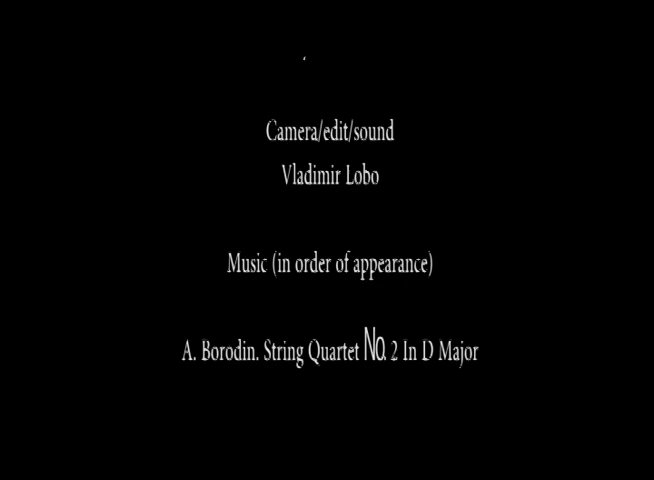 Camera/edit/sound
Vladimir Lobo
Music (in order of appearance)
A. Borodin. String Quartet No. 2 In D Major